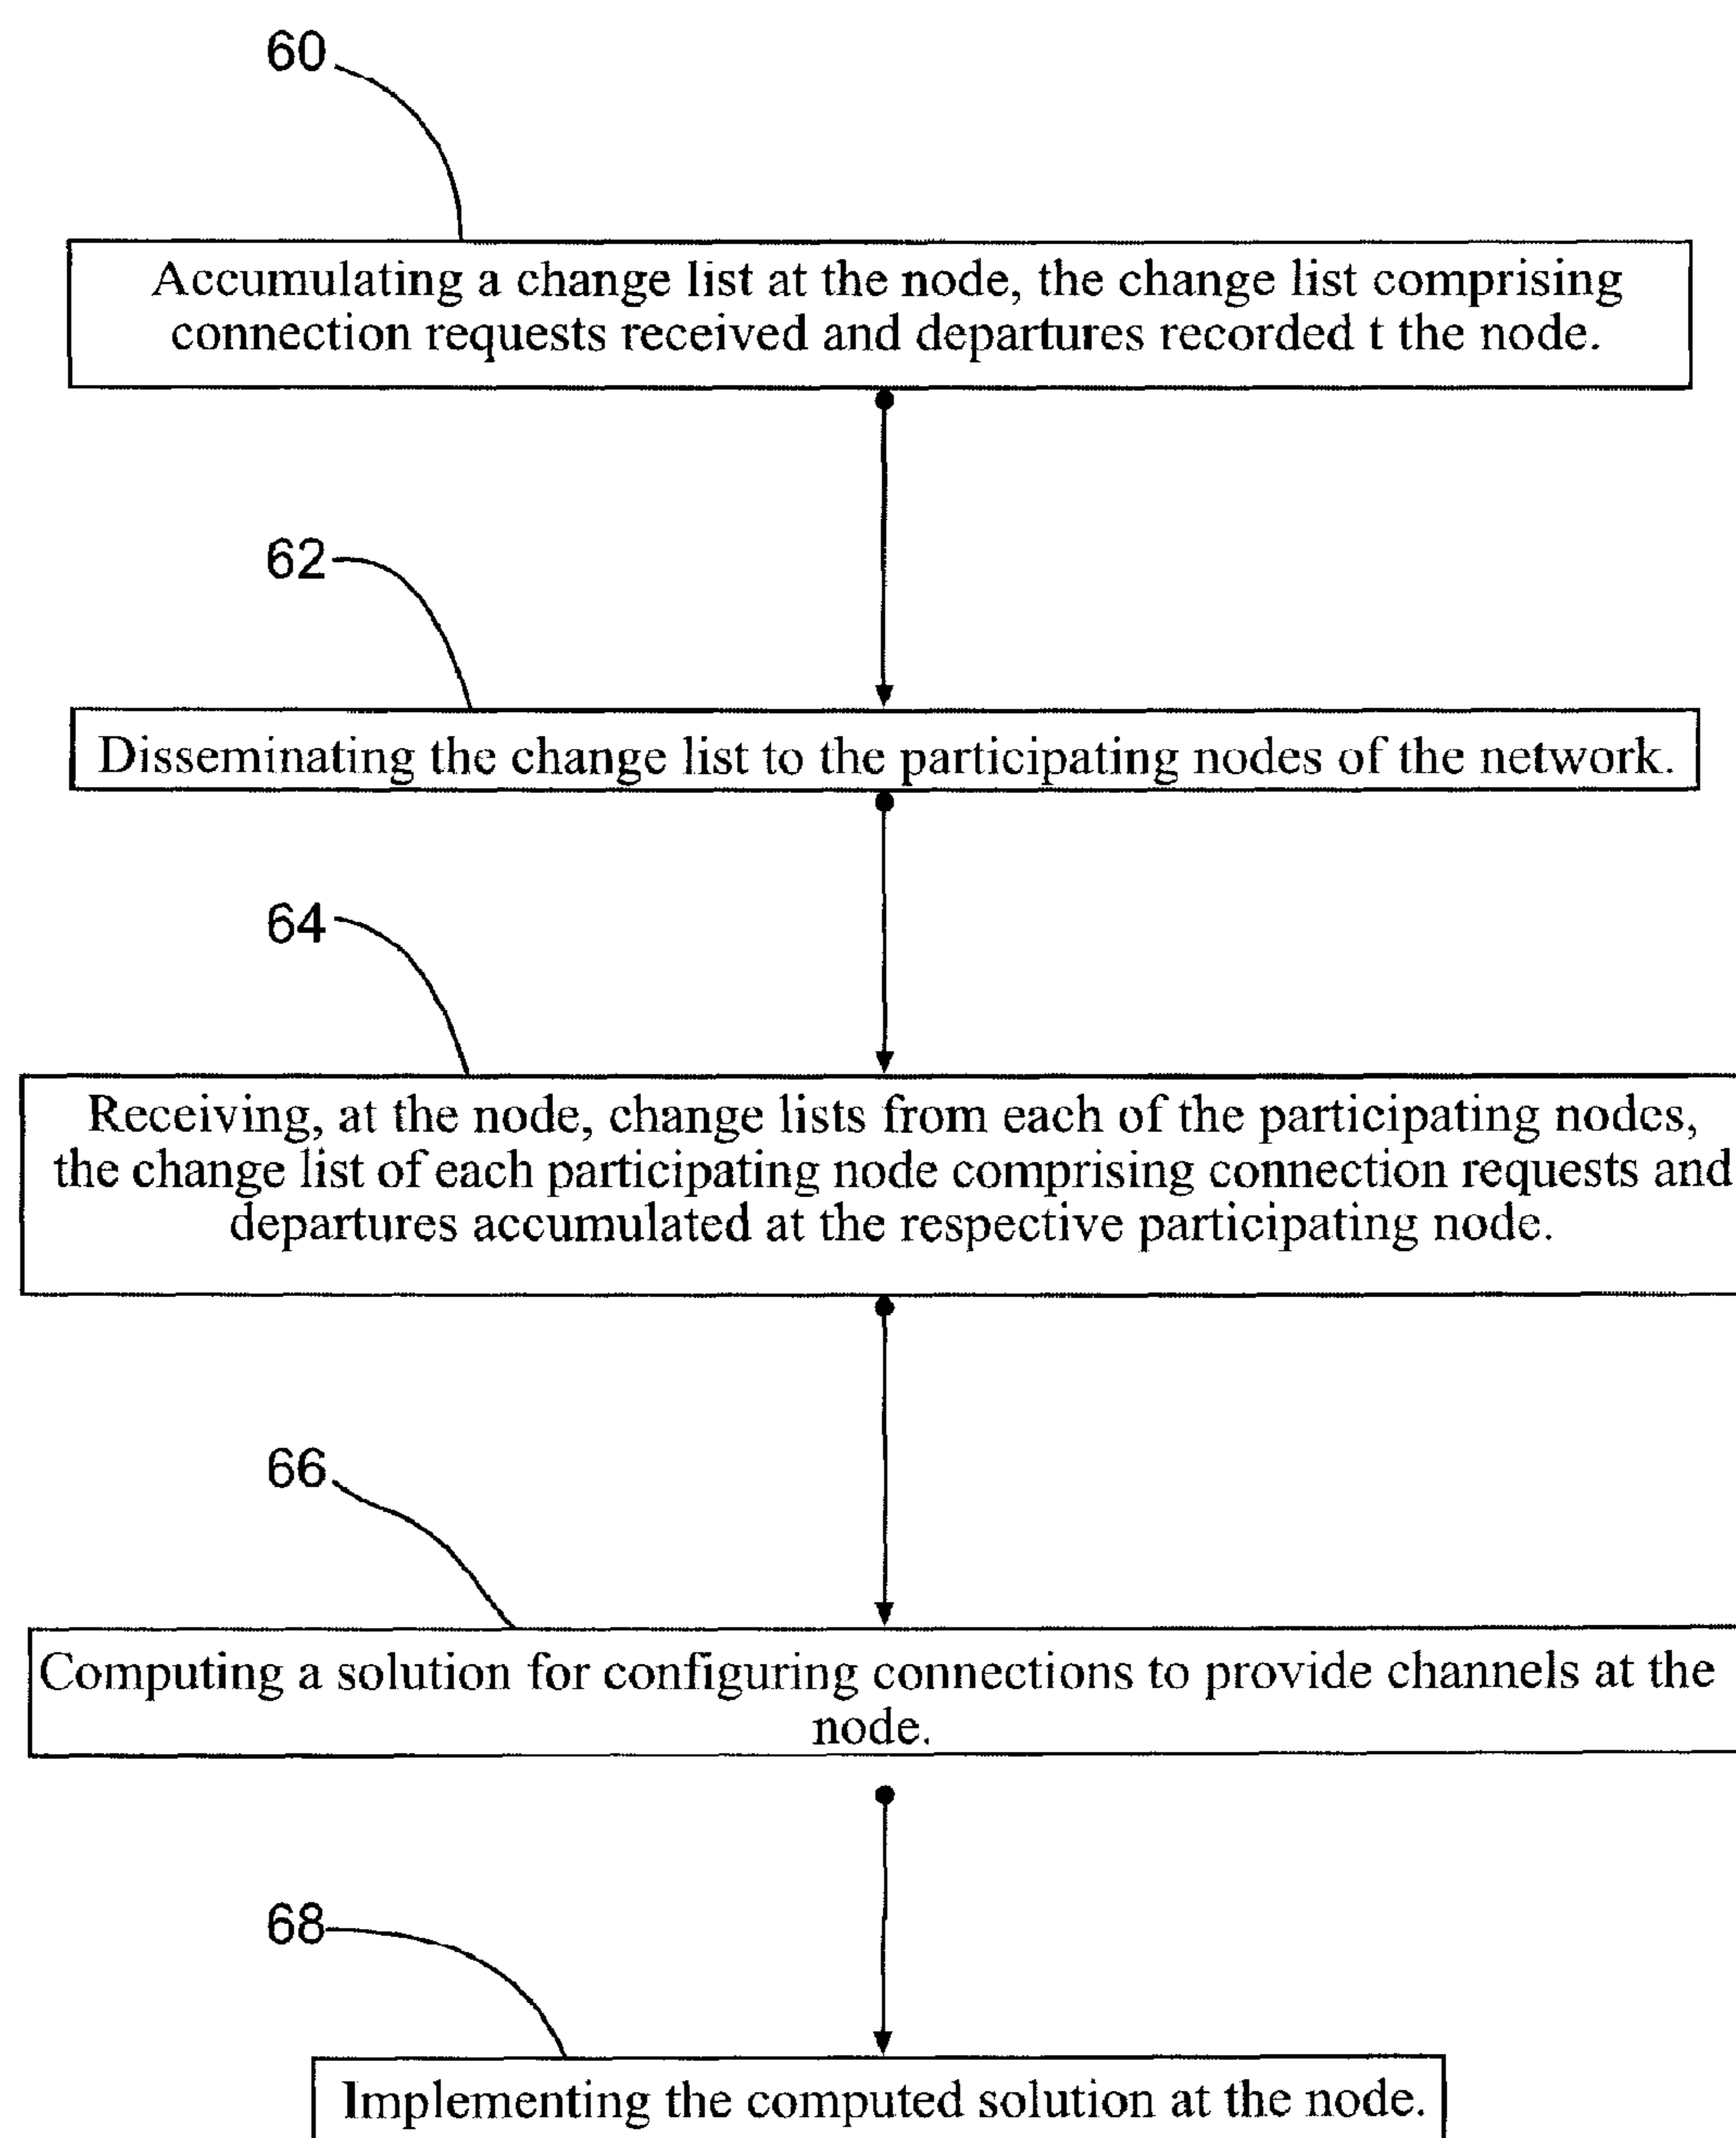 60
Accumulating a change list at the node, the change list comprising
connection requests received and departures recorded t the node.
62
Disseminating the change list to the participating nodes of the network.
64
Receiving, at the node, change lists from each of the participating nodes,
the change list of each participating node comprising connection requests and
departures accumulated at the respective participating node.
66
Computing a solution for configuring connections to provide channels at the
node.
68
Implementing the computed solution at the node.